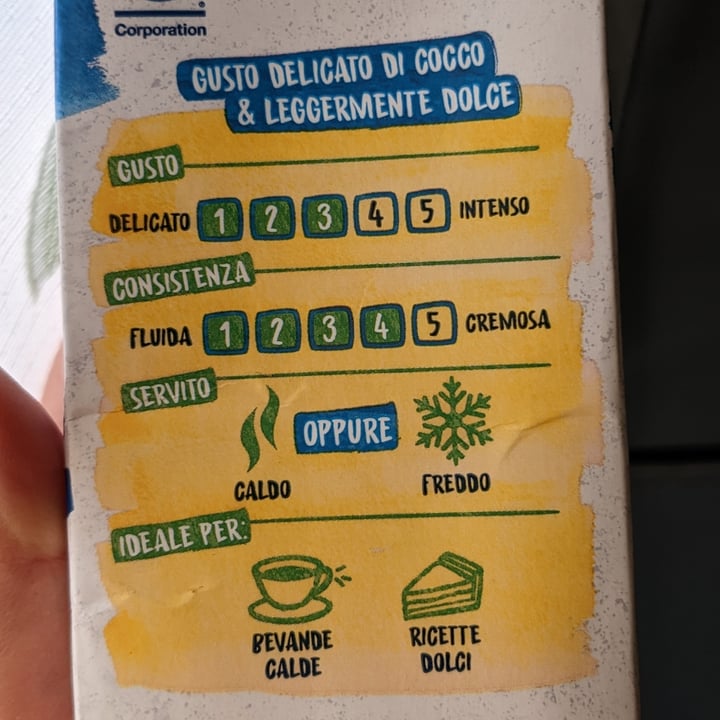 Corporation
GUSTO DELICATO DI COCCO
& LEGGERMENTE DOLCE
GUSTO
DELICATO 1 2 3 4 5 INTENSO
CONSISTENZA
FLUIDA 1 2 3 4 5 CREMOSA
SERVITO
OPPURE
CALDO FREDDO
IDEALE PER:
BEVANDE RICETTE
CALDE DOLCI